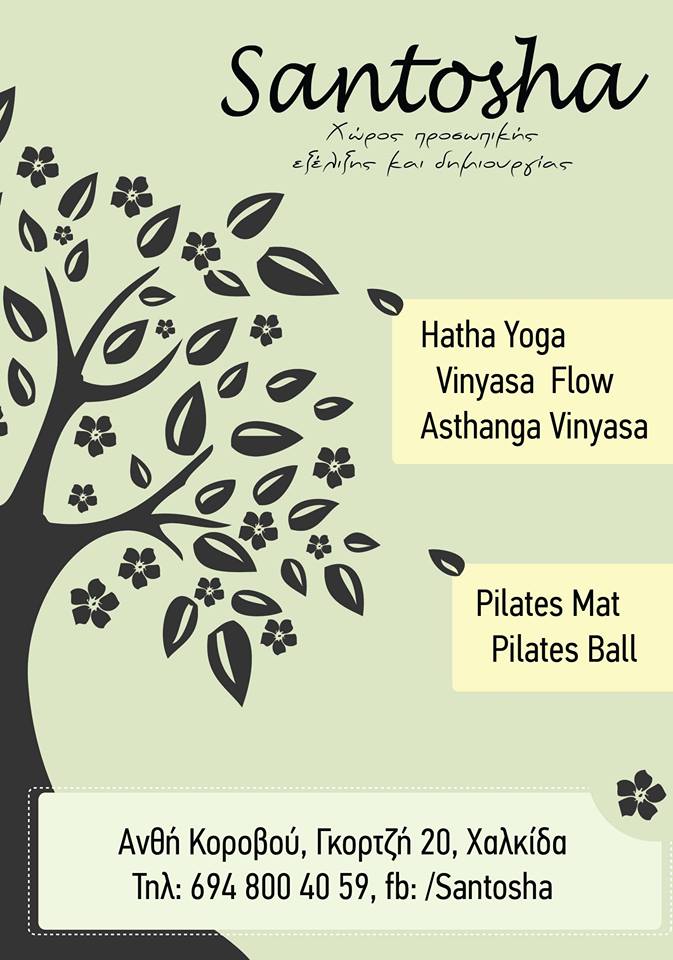 Santosha
Χώρος προσωπικής
εξέλιξης και δημιουργίας
Hatha Yoga
Vinyasa Flow
Asthanga Vinyasa
Pilates Mat
Pilates Ball
Ανθή Κοροβού, Γκορτζή 20, Χαλκίδα
Τηλ: 694 800 40 59, fb: /Santosha